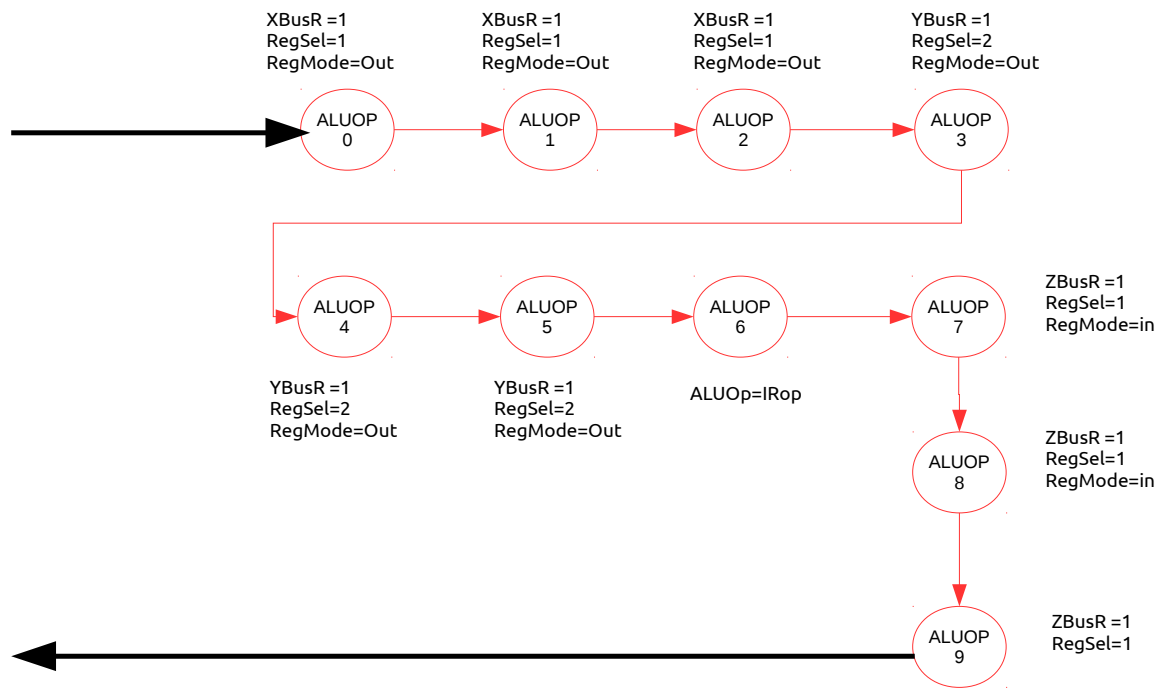 XBusR =1
RegSel=1
RegMode=Out
XBusR =1
RegSel=1
RegMode=Out
XBusR =1
RegSel=1
RegMode=Out
YBusR =1
RegSel=2
RegMode=Out
ALUOP
0
ALUOP
1
ALUOP
2
ALUOP
3
ALUOP
4
ALUOP
5
ALUOP
6
ALUOP
7
ZBusR =1
RegSel=1
RegMode=in
YBusR =1
RegSel=2
RegMode=Out
YBusR =1
RegSel=2
RegMode=Out
ALUOp=IRop
ALUOP
8
ZBusR =1
RegSel=1
RegMode=in
ALUOP
9
ZBusR =1
RegSel=1